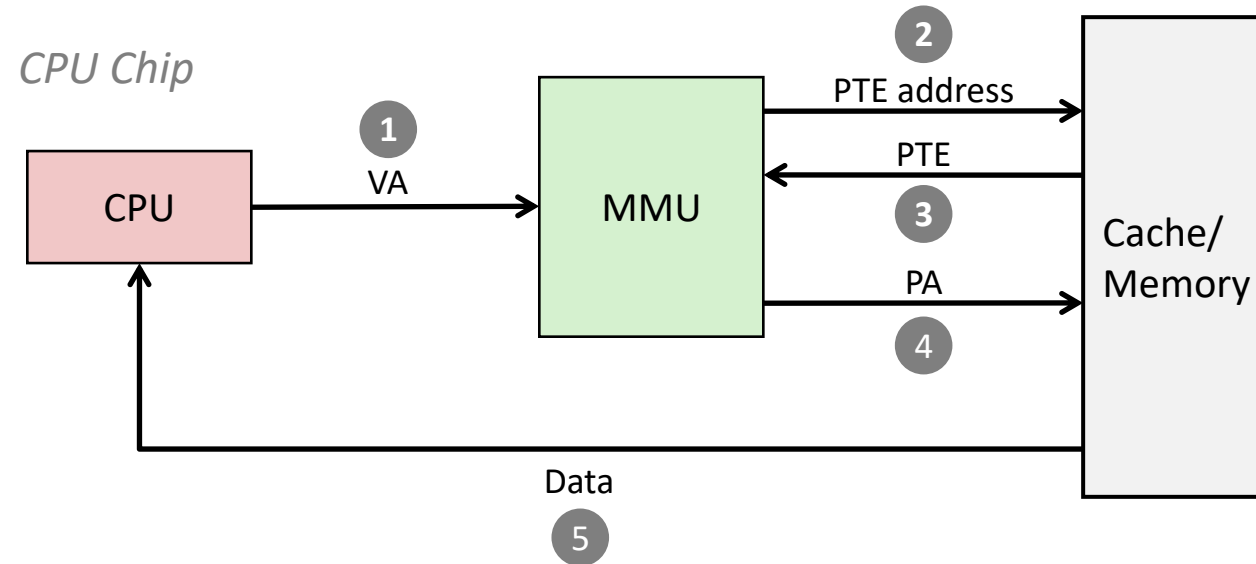 2
CPU Chip
PTE address
1
PTE
VA
CPU
MMU
3
Cache/
Memory
PA
4
Data
5